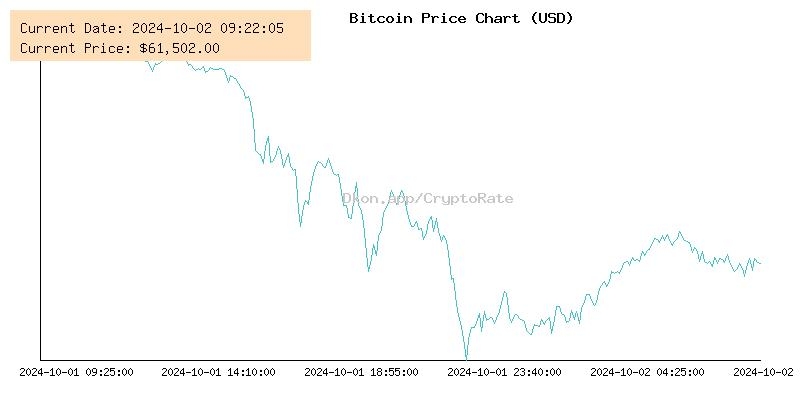 Bitcoin Price Chart (USD)
Current Date: 2024-10-02 09:22:05
Current Price: $61,502.00
Dkon.app/CryptoRate
2024-10-01 09:25:00 2024-10-01 14:10:00 2024-10-01 18:55:00 2024-10-01 23:40:00 2024-10-02 04:25:00 2024-10-02